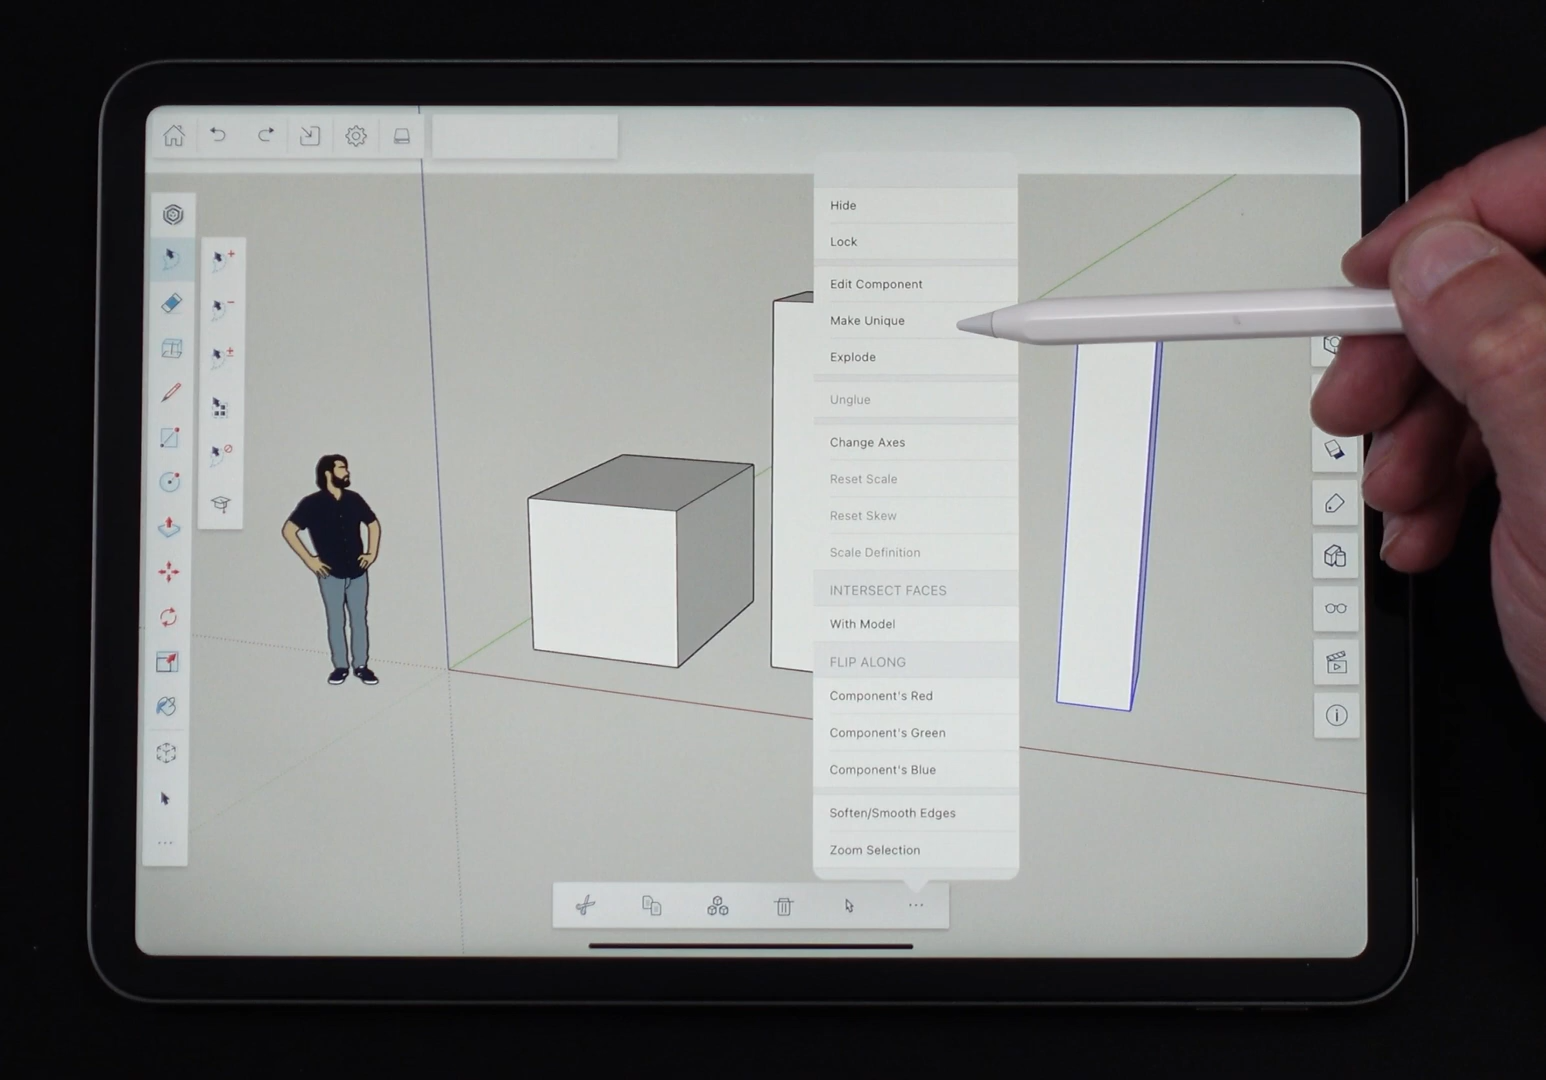 Hide
Lock
Edit Component
Make Unique
Explode
Unglue
Change Axes
Reset Scale
Reset Skew
Scale Definition
INTERSECT FACES
With Model
FLIP ALONG
Component's Red
Component's Green
Component's Blue
Soften/Smooth Edges
Zoom Selection